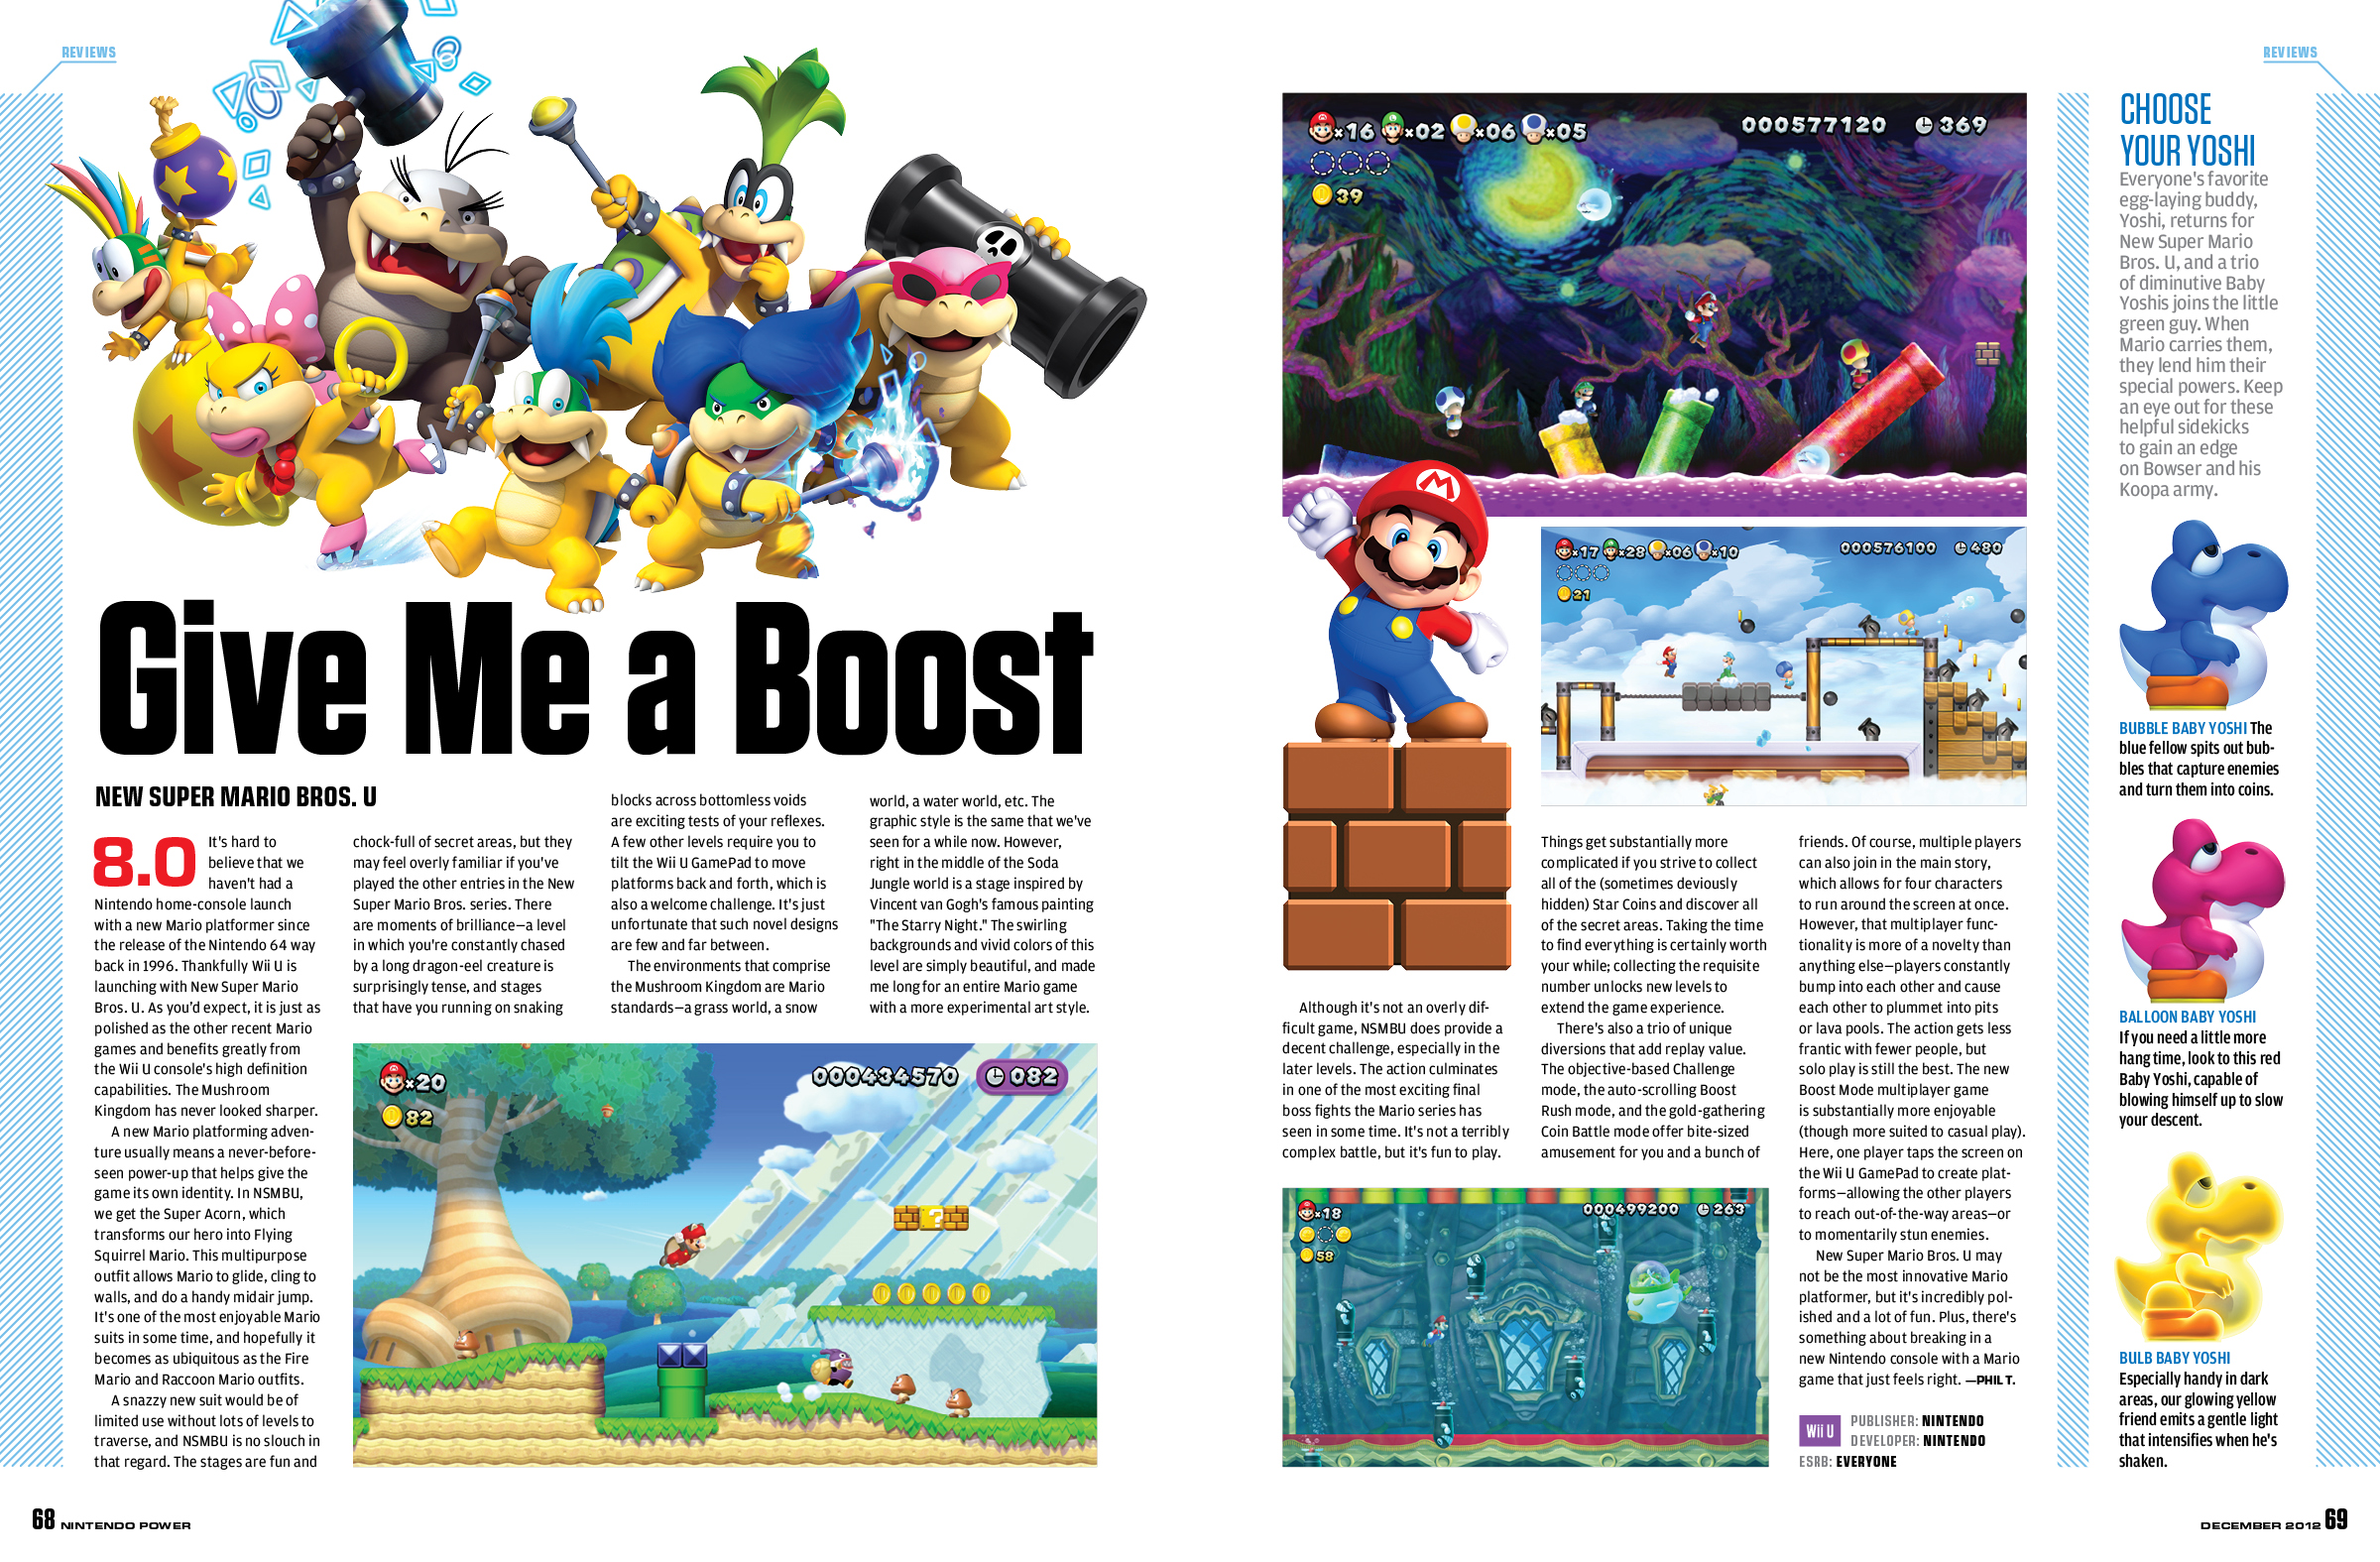 REVIEWS
Give Me a Boost
NEW SUPER MARIO BROS. U
8.0
It's hard to
believe that we
haven't had a
Nintendo home-console launch
with a new Mario platformer since
the release of the Nintendo 64 way
back in 1996. Thankfully Wii U is
launching with New Super Mario
Bros. U. As you'd expect, it is just as
polished as the other recent Mario
games and benefits greatly from
the Wii U console's high definition
capabilities. The Mushroom
Kingdom has never looked sharper.
A new Mario platforming adven-
ture usually means a never-before-
seen power-up that helps give the
game its own identity. In NSMBU,
we get the Super Acorn, which
transforms our hero into Flying
Squirrel Mario. This multipurpose
outfit allows Mario to glide, cling to
walls, and do a handy midair jump.
It's one of the most enjoyable Mario
suits in some time, and hopefully it
becomes as ubiquitous as the Fire
Mario and Raccoon Mario outfits.
A snazzy new suit would be of
limited use without lots of levels to
traverse, and NSMBU is no slouch in
that regard. The stages are fun and
chock-full of secret areas, but they
may feel overly familiar if you've
played the other entries in the New
Super Mario Bros. series. There
are moments of brilliance—a level
in which you're constantly chased
by a long dragon-eel creature is
surprisingly tense, and stages
that have you running on snaking
blocks across bottomless voids
are exciting tests of your reflexes.
A few other levels require you to
tilt the Wii U GamePad to move
platforms back and forth, which is
also a welcome challenge. It's just
unfortunate that such novel designs
are few and far between.
The environments that comprise
the Mushroom Kingdom are Mario
standards—a grass world, a snow
world, a water world, etc. The
graphic style is the same that we've
seen for a while now. However,
right in the middle of the Soda
Jungle world is a stage inspired by
Vincent van Gogh's famous painting
"The Starry Night." The swirling
backgrounds and vivid colors of this
level are simply beautiful, and made
me long for an entire Mario game
with a more experimental art style.
×20
000434570
082
82
68 NINTENDO POWER
REVIEWS
×16 ×02 ×06 ×05
000577120
369
39
×17 ×28 ×06 ×10
000576100
480
21
Although it's not an overly dif-
ficult game, NSMBU does provide a
decent challenge, especially in the
later levels. The action culminates
in one of the most exciting final
boss fights the Mario series has
seen in some time. It's not a terribly
complex battle, but it's fun to play.
Things get substantially more
complicated if you strive to collect
all of the (sometimes deviously
hidden) Star Coins and discover all
of the secret areas. Taking the time
to find everything is certainly worth
your while; collecting the requisite
number unlocks new levels to
extend the game experience.
There's also a trio of unique
diversions that add replay value.
The objective-based Challenge
mode, the auto-scrolling Boost
Rush mode, and the gold-gathering
Coin Battle mode offer bite-sized
amusement for you and a bunch of
friends. Of course, multiple players
can also join in the main story,
which allows for four characters
to run around the screen at once.
However, that multiplayer func-
tionality is more of a novelty than
anything else—players constantly
bump into each other and cause
each other to plummet into pits
or lava pools. The action gets less
frantic with fewer people, but
solo play is still the best. The new
Boost Mode multiplayer game
is substantially more enjoyable
(though more suited to casual play).
Here, one player taps the screen on
the Wii U GamePad to create plat-
forms—allowing the other players
to reach out-of-the-way areas—or
to momentarily stun enemies.
New Super Mario Bros. U may
not be the most innovative Mario
platformer, but it's incredibly pol-
ished and a lot of fun. Plus, there's
something about breaking in a
new Nintendo console with a Mario
game that just feels right. —PHIL T.
×18
000499200
263
58
Wii U
PUBLISHER: NINTENDO
DEVELOPER: NINTENDO
ESRB: EVERYONE
CHOOSE
YOUR YOSHI
Everyone's favorite
egg-laying buddy,
Yoshi, returns for
New Super Mario
Bros. U, and a trio
of diminutive Baby
Yoshis joins the little
green guy. When
Mario carries them,
they lend him their
special powers. Keep
an eye out for these
helpful sidekicks
to gain an edge
on Bowser and his
Koopa army.
BUBBLE BABY YOSHI The
blue fellow spits out bub-
bles that capture enemies
and turn them into coins.
BALLOON BABY YOSHI
If you need a little more
hang time, look to this red
Baby Yoshi, capable of
blowing himself up to slow
your descent.
BULB BABY YOSHI
Especially handy in dark
areas, our glowing yellow
friend emits a gentle light
that intensifies when he's
shaken.
DECEMBER 2012 69